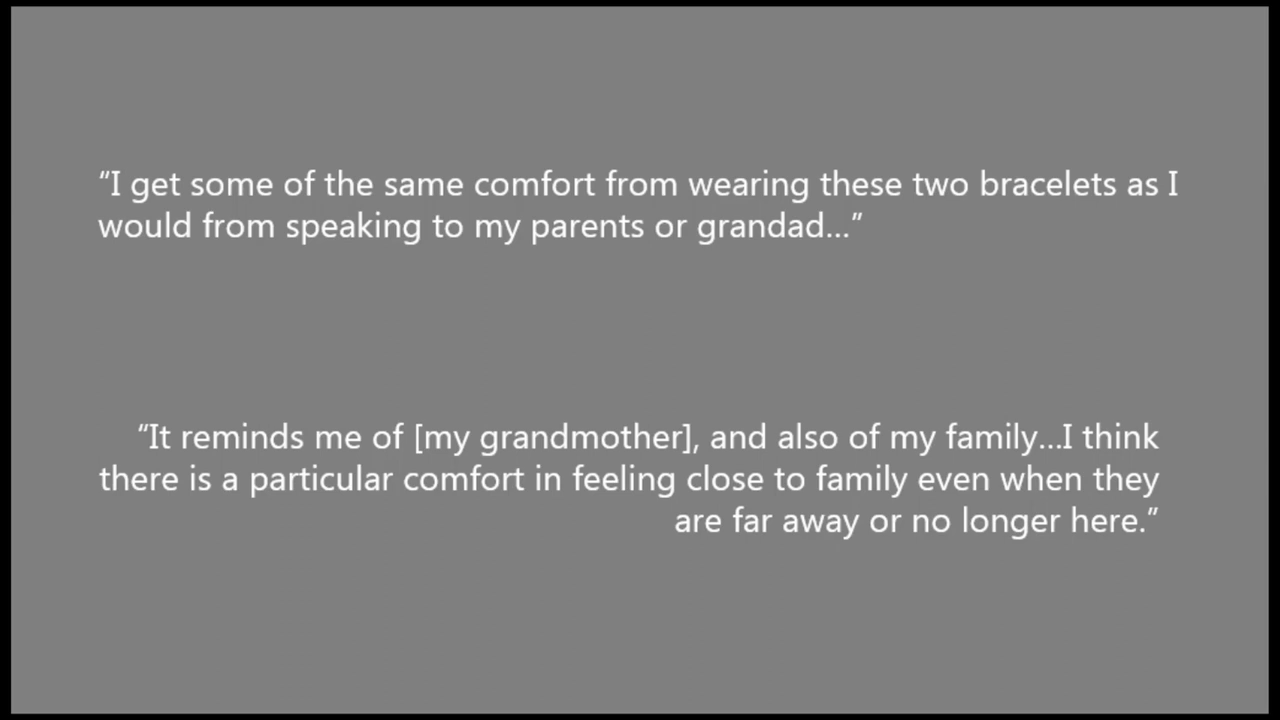 “I get some of the same comfort from wearing these two bracelets as I
would from speaking to my parents or grandad…”
“It reminds me of [my grandmother], and also of my family…I think
there is a particular comfort in feeling close to family even when they
are far away or no longer here.”